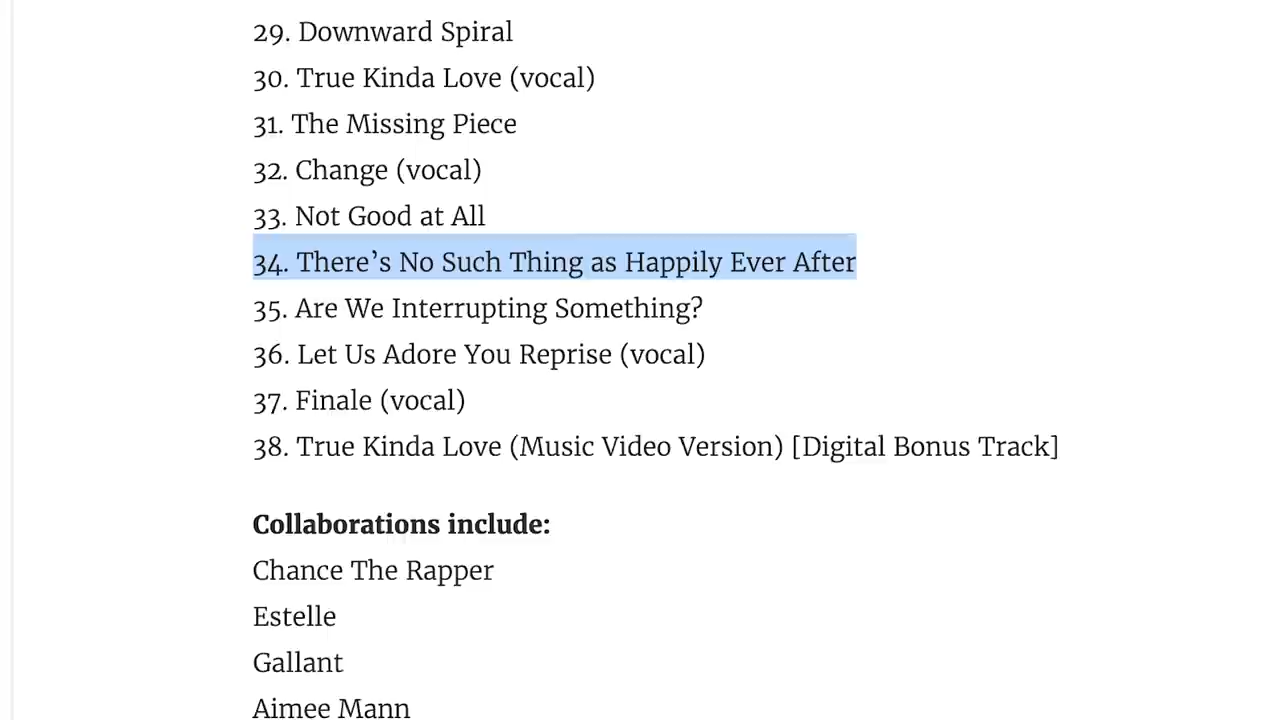 29. Downward Spiral
30. True Kinda Love (vocal)
31. The Missing Piece
32. Change (vocal)
33. Not Good at All
34. There’s No Such Thing as Happily Ever After
35. Are We Interrupting Something?
36. Let Us Adore You Reprise (vocal)
37. Finale (vocal)
38. True Kinda Love (Music Video Version) [Digital Bonus Track]
Collaborations include:
Chance The Rapper
Estelle
Gallant
Aimee Mann